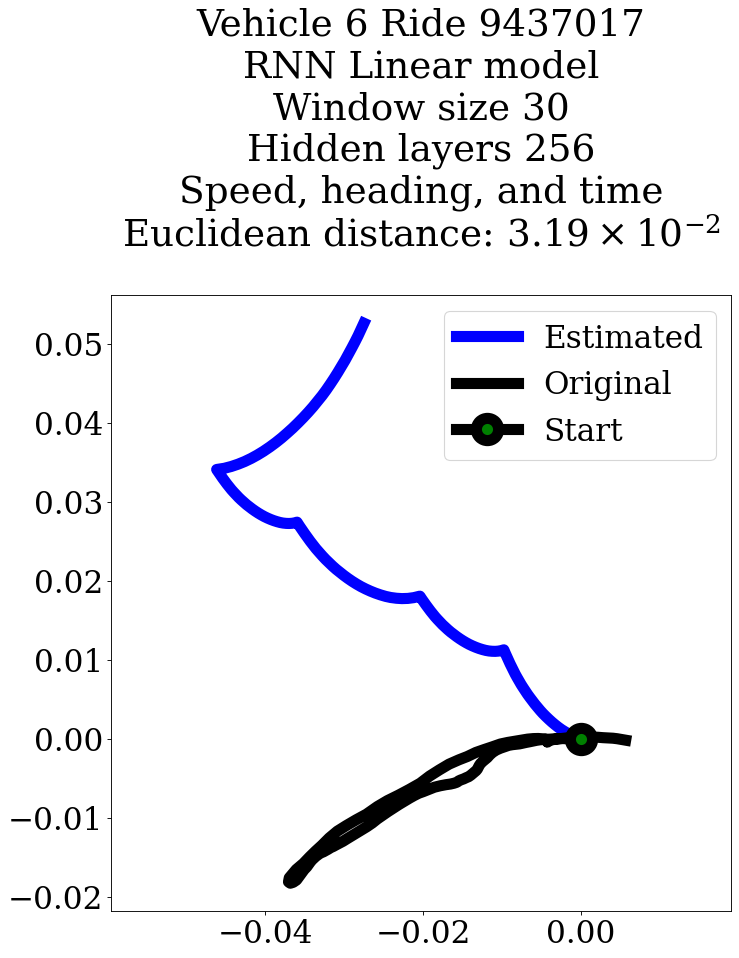 Vehicle 6 Ride 9437017
RNN Linear model
Window size 30
Hidden layers 256
Speed, heading, and time
Euclidean distance: 3.19 × 10⁻²
Estimated
Original
Start
0.05
0.04
0.03
0.02
0.01
0.00
−0.01
−0.02
−0.04 −0.02 0.00